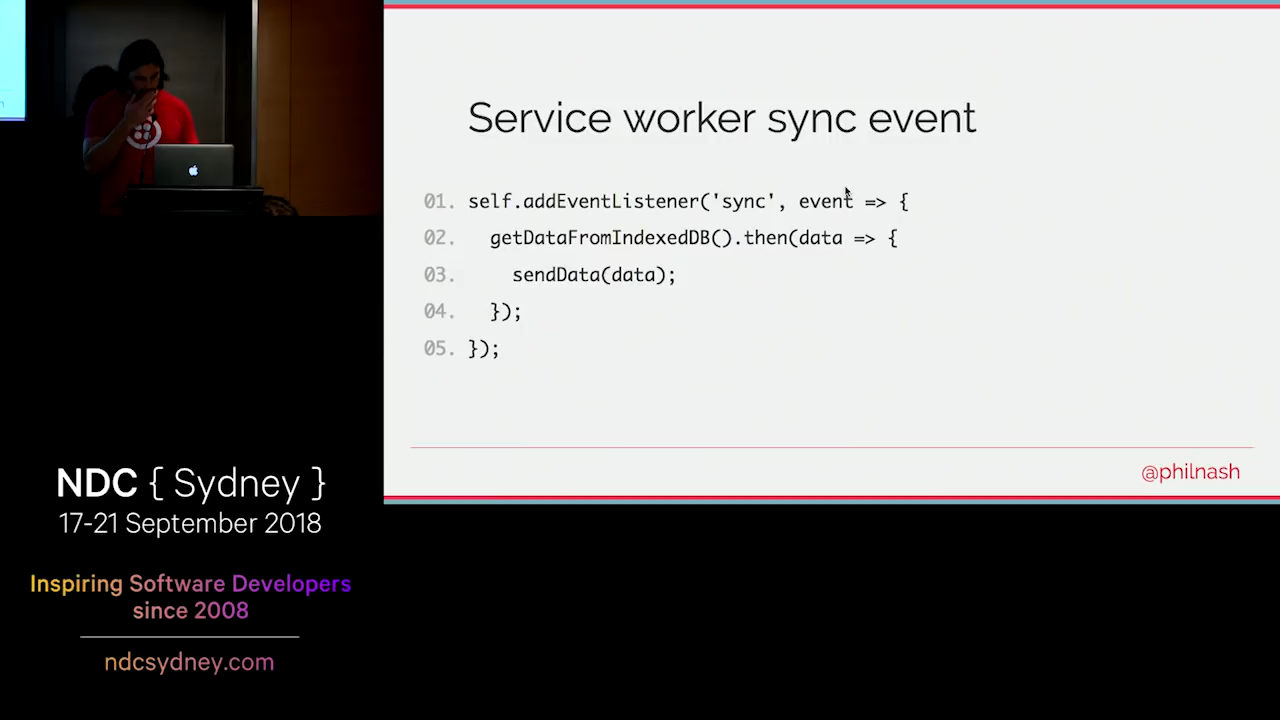 Service worker sync event
01. self.addEventListener('sync', event => {
02. getDataFromIndexedDB().then(data => {
03. sendData(data);
04. });
05. });
@philnash
NDC { Sydney }
17-21 September 2018
Inspiring Software Developers
since 2008
ndcsydney.com